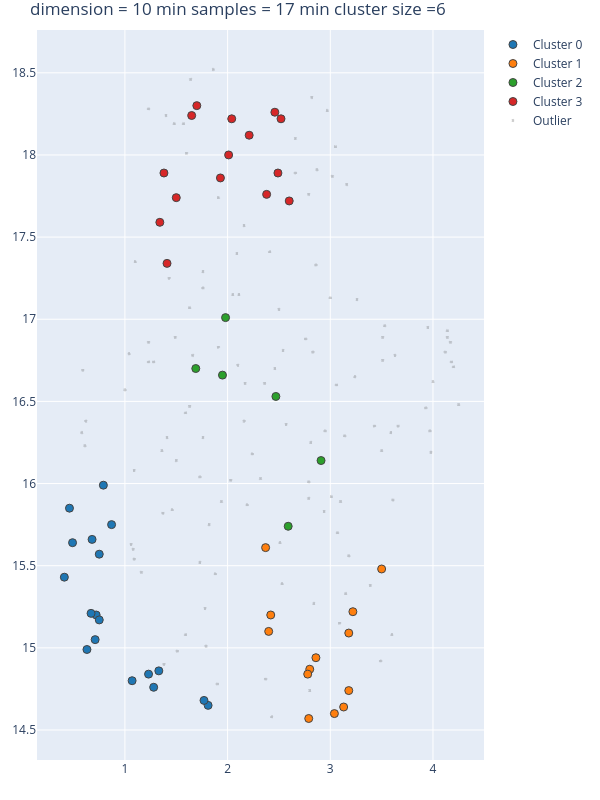 dimension = 10 min samples = 17 min cluster size =6
Cluster 0
Cluster 1
Cluster 2
Cluster 3
Outlier
18.5
18
17.5
17
16.5
16
15.5
15
14.5
1 2 3 4